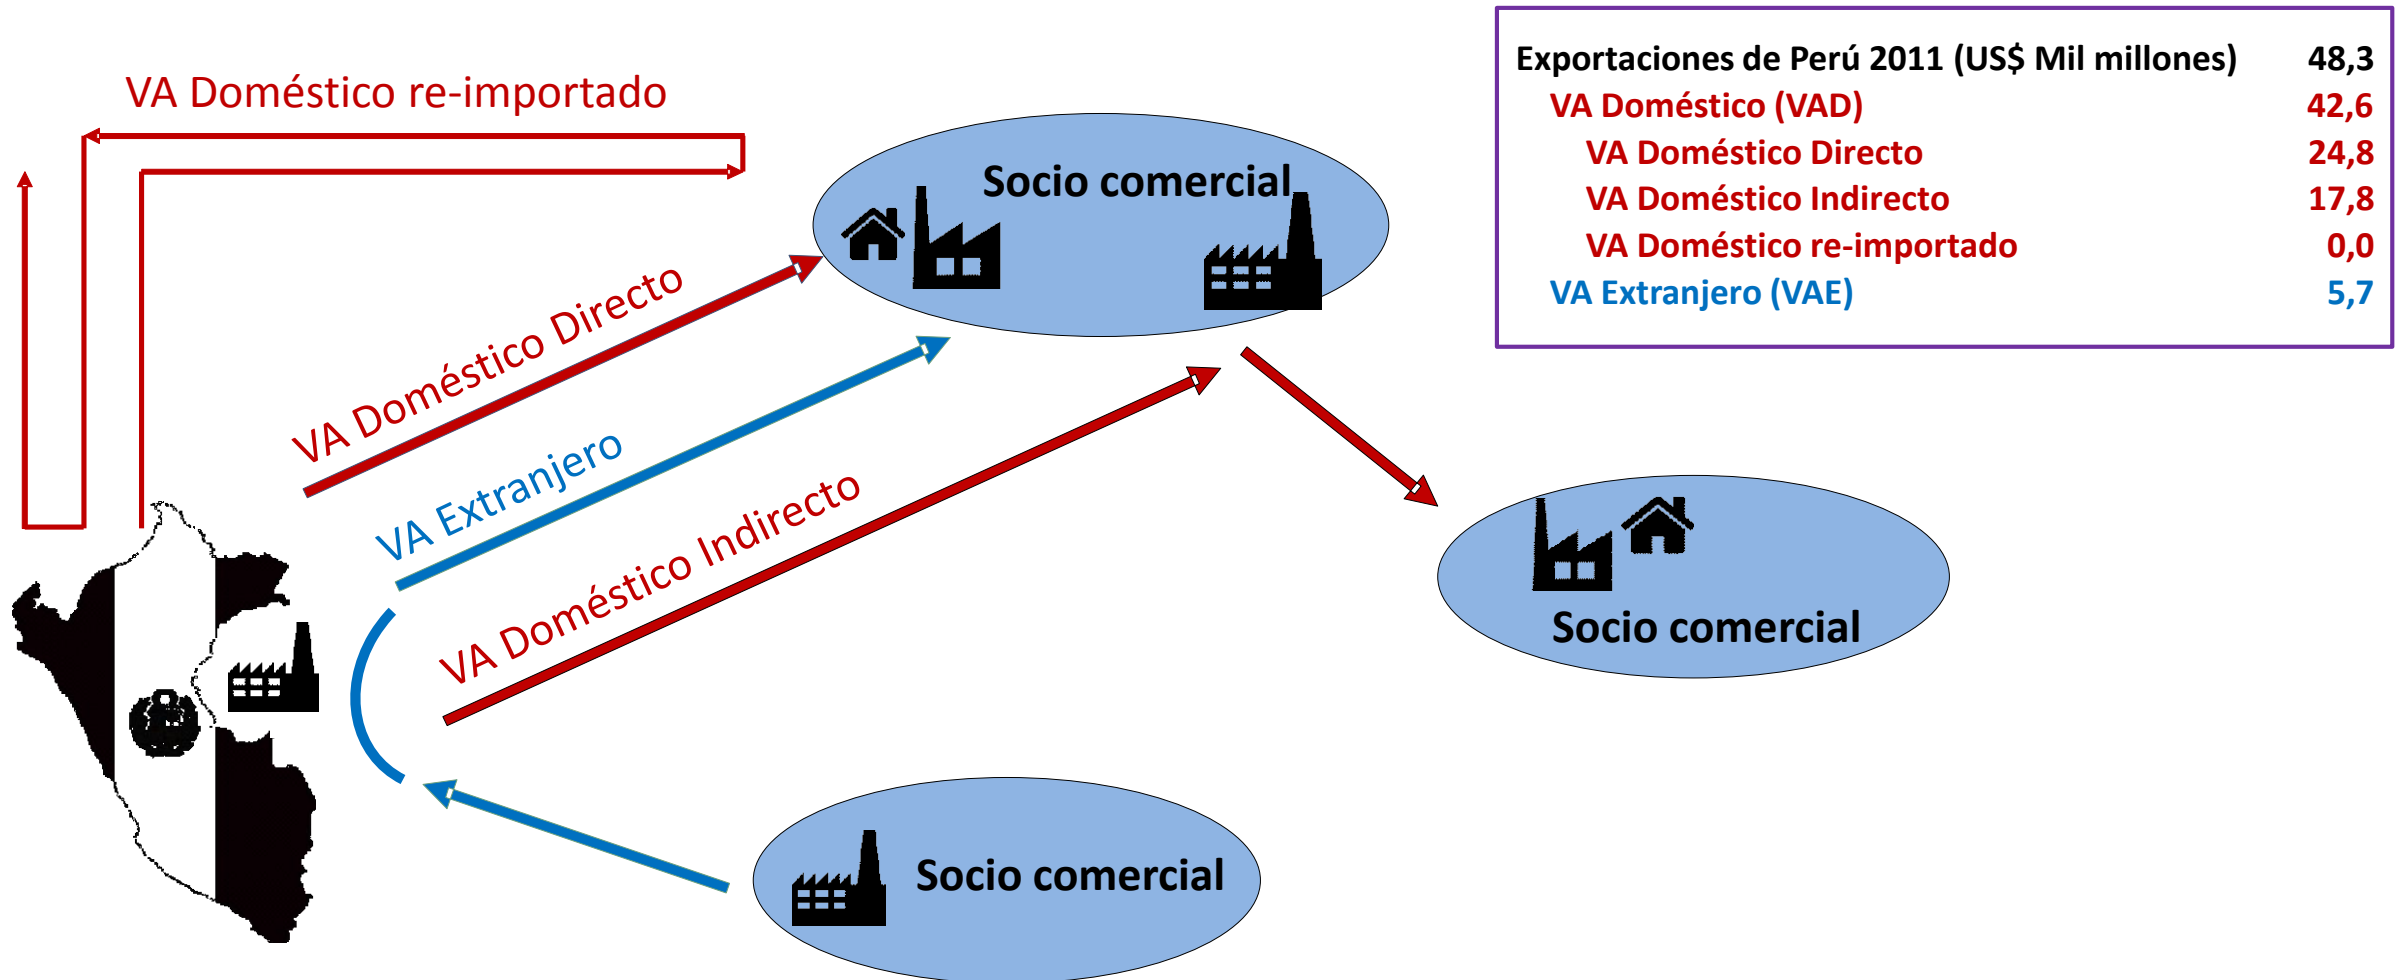 VA Doméstico re-importado
Socio comercial
VA Doméstico Directo
VA Extranjero
VA Doméstico Indirecto
Socio comercial
Socio comercial
Exportaciones de Perú 2011 (US$ Mil millones) 48,3
VA Doméstico (VAD) 42,6
VA Doméstico Directo 24,8
VA Doméstico Indirecto 17,8
VA Doméstico re-importado 0,0
VA Extranjero (VAE) 5,7